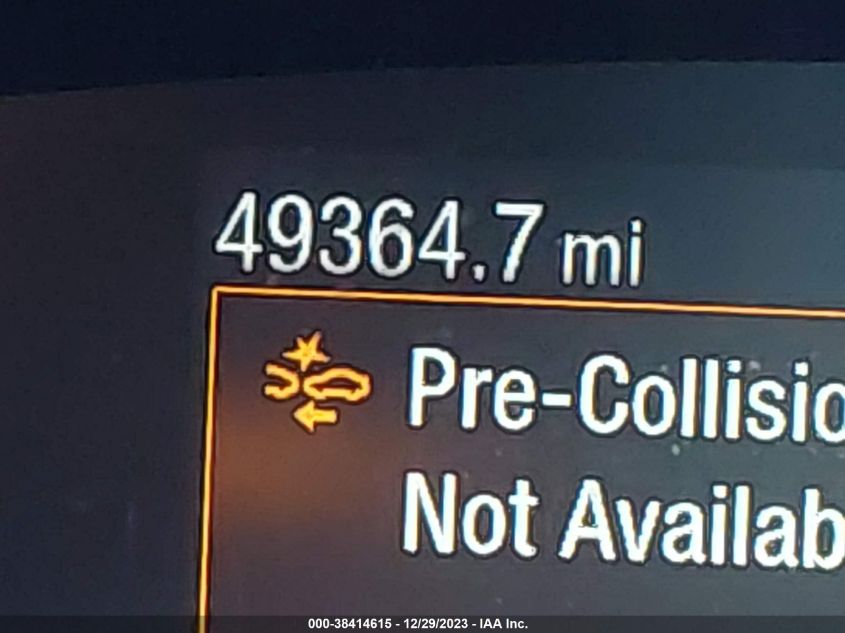 49364.7 mi
Pre-Collisio
Not Availab
000-38414615 - 12/29/2023 - IAA Inc.